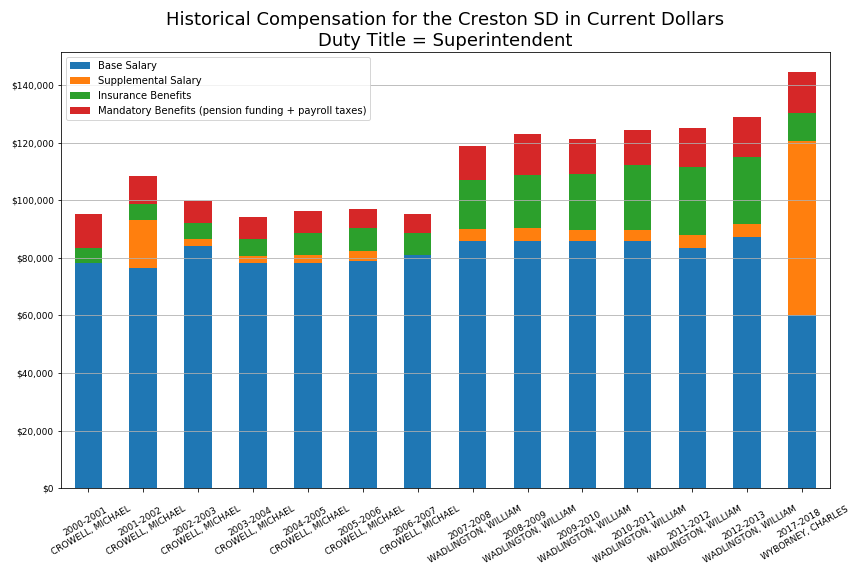 Historical Compensation for the Creston SD in Current Dollars
Duty Title = Superintendent
Base Salary
Supplemental Salary
Insurance Benefits
Mandatory Benefits (pension funding + payroll taxes)
$140,000
$120,000
$100,000
$80,000
$60,000
$40,000
$20,000
$0
2000-2001
CROWELL, MICHAEL
2001-2002
CROWELL, MICHAEL
2002-2003
CROWELL, MICHAEL
2003-2004
CROWELL, MICHAEL
2004-2005
CROWELL, MICHAEL
2005-2006
CROWELL, MICHAEL
2006-2007
CROWELL, MICHAEL
2007-2008
WADLINGTON, WILLIAM
2008-2009
WADLINGTON, WILLIAM
2009-2010
WADLINGTON, WILLIAM
2010-2011
WADLINGTON, WILLIAM
2011-2012
WADLINGTON, WILLIAM
2012-2013
WADLINGTON, WILLIAM
2017-2018
WYBORNEY, CHARLES